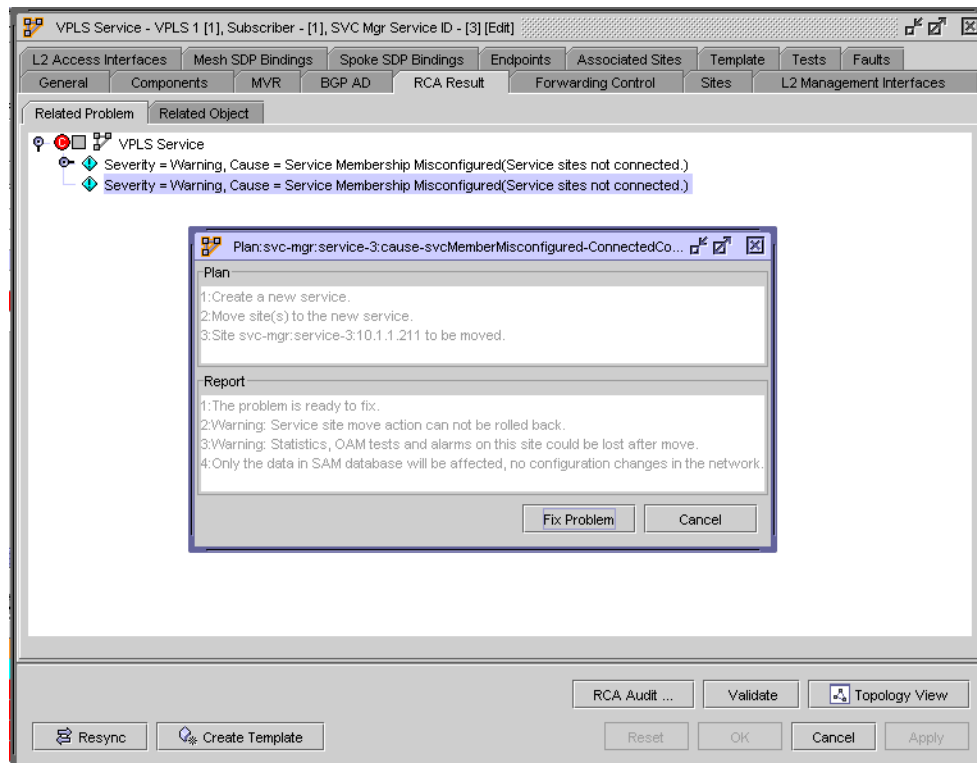 VPLS Service - VPLS 1 [1], Subscriber - [1], SVC Mgr Service ID - [3] [Edit]
L2 Access Interfaces Mesh SDP Bindings Spoke SDP Bindings Endpoints Associated Sites Template Tests Faults
General Components MVR BGP AD RCA Result Forwarding Control Sites L2 Management Interfaces
Related Problem Related Object
C VPLS Service
Severity = Warning, Cause = Service Membership Misconfigured(Service sites not connected.)
Severity = Warning, Cause = Service Membership Misconfigured(Service sites not connected.)
Plan:svc-mgr:service-3:cause-svcMemberMisconfigured-ConnectedCo...
Plan
1:Create a new service.
2:Move site(s) to the new service.
3:Site svc-mgr:service-3:10.1.1.211 to be moved.
Report
1:The problem is ready to fix.
2:Warning: Service site move action can not be rolled back.
3:Warning: Statistics, OAM tests and alarms on this site could be lost after move.
4:Only the data in SAM database will be affected, no configuration changes in the network.
Fix Problem Cancel
RCA Audit ... Validate Topology View
Resync Create Template Reset OK Cancel Apply